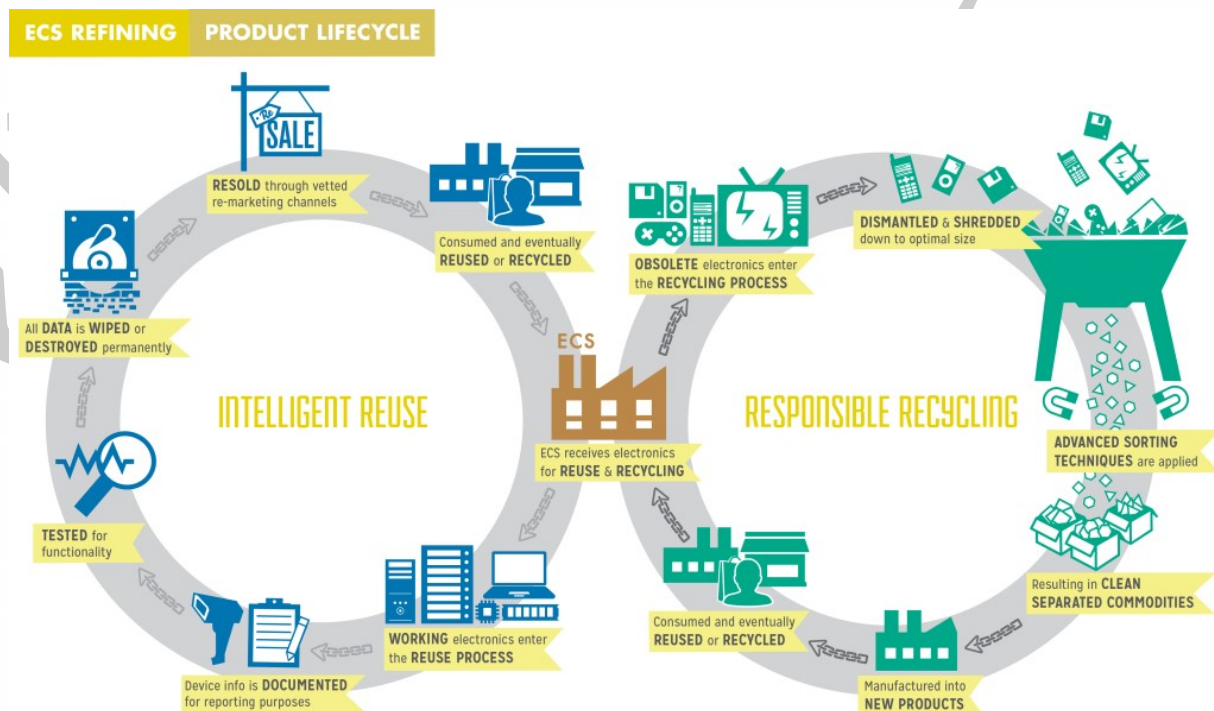 ECS REFINING PRODUCT LIFECYCLE
Re
SALE
RESOLD through vetted
re-marketing channels
Consumed and eventually
REUSED or RECYCLED
All DATA is WIPED or
DESTROYED permanently
INTELLIGENT REUSE
TESTED for
functionality
Device info is DOCUMENTED
for reporting purposes
WORKING electronics enter
the REUSE PROCESS
ECS
ECS receives electronics
for REUSE & RECYCLING
OBSOLETE electronics enter
the RECYCLING PROCESS
DISMANTLED & SHREDDED
down to optimal size
RESPONSIBLE RECYCLING
ADVANCED SORTING
TECHNIQUES are applied
Resulting in CLEAN
SEPARATED COMMODITIES
Manufactured into
NEW PRODUCTS
Consumed and eventually
REUSED or RECYCLED